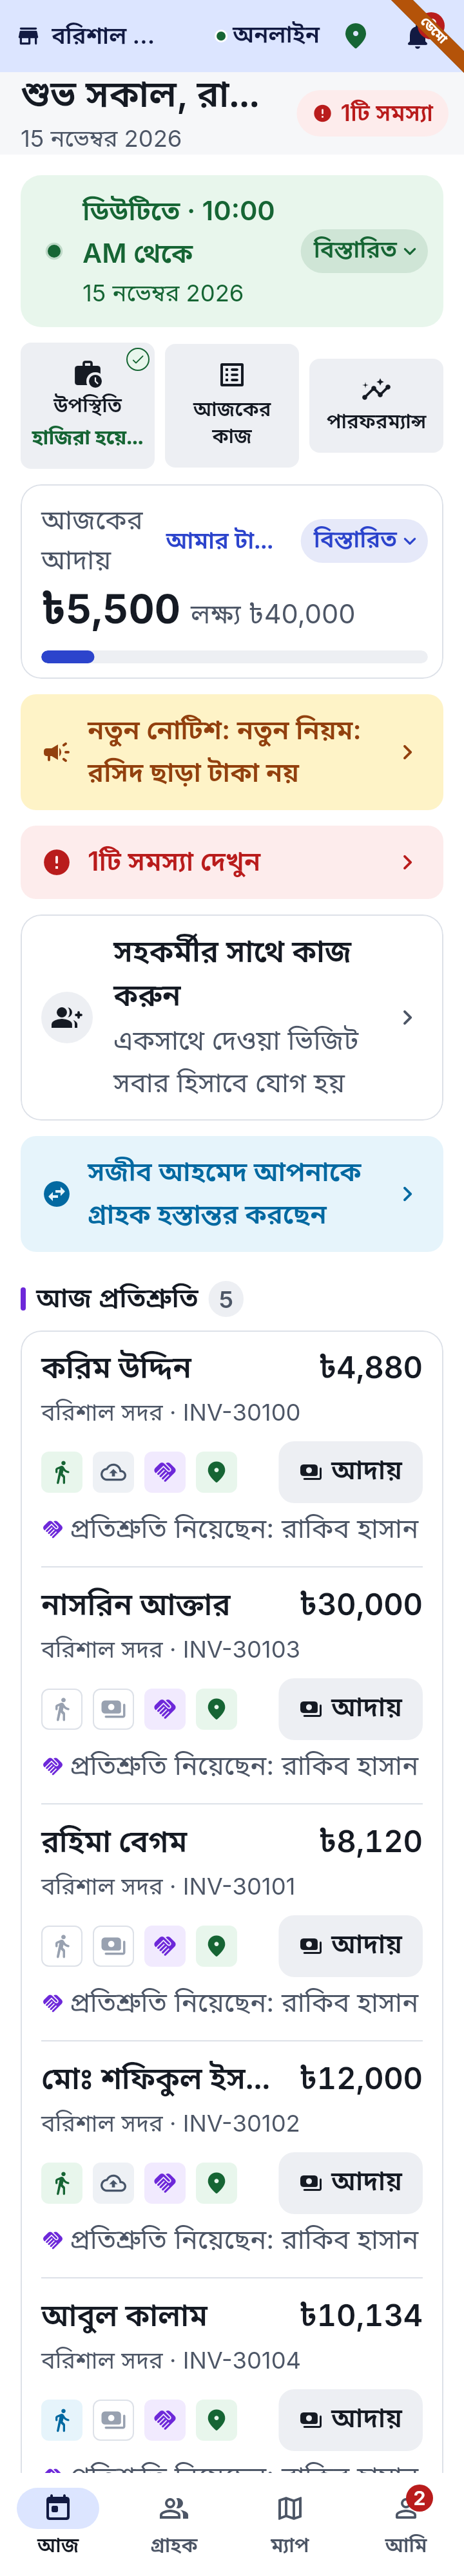 বরিশাল ...
অনলাইন
ডেমো
শুভ সকাল, রা...
1টি সমস্যা
15 নভেম্বর 2026
ডিউটিতে · 10:00
AM থেকে
15 নভেম্বর 2026
বিস্তারিত
উপস্থিতি
হাজিরা হয়ে...
আজকের
কাজ
পারফরম্যান্স
আজকের
আদায়
আমার টা...
বিস্তারিত
৳5,500 লক্ষ্য ৳40,000
নতুন নোটিশ: নতুন নিয়ম:
রসিদ ছাড়া টাকা নয়
1টি সমস্যা দেখুন
সহকর্মীর সাথে কাজ
করুন
একসাথে দেওয়া ভিজিট
সবার হিসাবে যোগ হয়
সজীব আহমেদ আপনাকে
গ্রাহক হস্তান্তর করছেন
আজ প্রতিশ্রুতি 5
করিম উদ্দিন ৳4,880
বরিশাল সদর · INV-30100
আদায়
প্রতিশ্রুতি নিয়েছেন: রাকিব হাসান
নাসরিন আক্তার ৳30,000
বরিশাল সদর · INV-30103
আদায়
প্রতিশ্রুতি নিয়েছেন: রাকিব হাসান
রহিমা বেগম ৳8,120
বরিশাল সদর · INV-30101
আদায়
প্রতিশ্রুতি নিয়েছেন: রাকিব হাসান
মোঃ শফিকুল ইস... ৳12,000
বরিশাল সদর · INV-30102
আদায়
প্রতিশ্রুতি নিয়েছেন: রাকিব হাসান
আবুল কালাম ৳10,134
বরিশাল সদর · INV-30104
আদায়
2
আজ
গ্রাহক
ম্যাপ
আমি